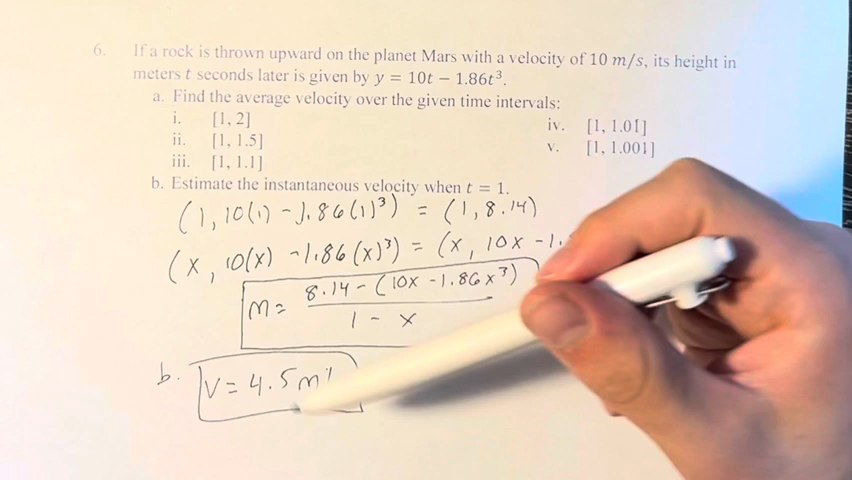 6. If a rock is thrown upward on the planet Mars with a velocity of 10 m/s, its height in
meters t seconds later is given by y = 10t − 1.86t³.
a. Find the average velocity over the given time intervals:
i. [1, 2]
ii. [1, 1.5]
iii. [1, 1.1]
iv. [1, 1.01]
v. [1, 1.001]
b. Estimate the instantaneous velocity when t = 1.
(1, 10(1) - 1.86(1)³) = (1, 8.14)
(x, 10(x) - 1.86(x)³) = (x, 10x - 1.
m = 8.14 - (10x - 1.86x³)
1 - x
b. v = 4.5 m/